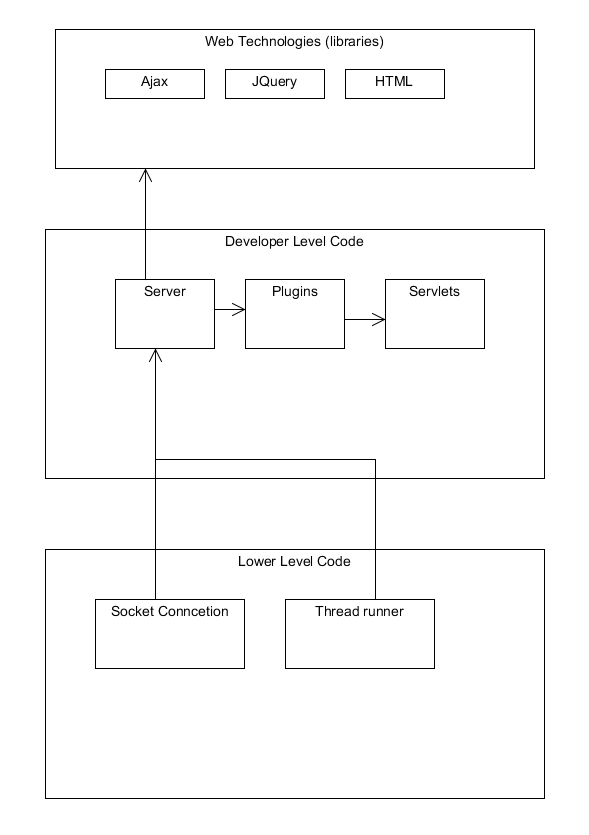 Web Technologies (libraries)
Ajax
JQuery
HTML
Developer Level Code
Server
Plugins
Servlets
Lower Level Code
Socket Conncetion
Thread runner